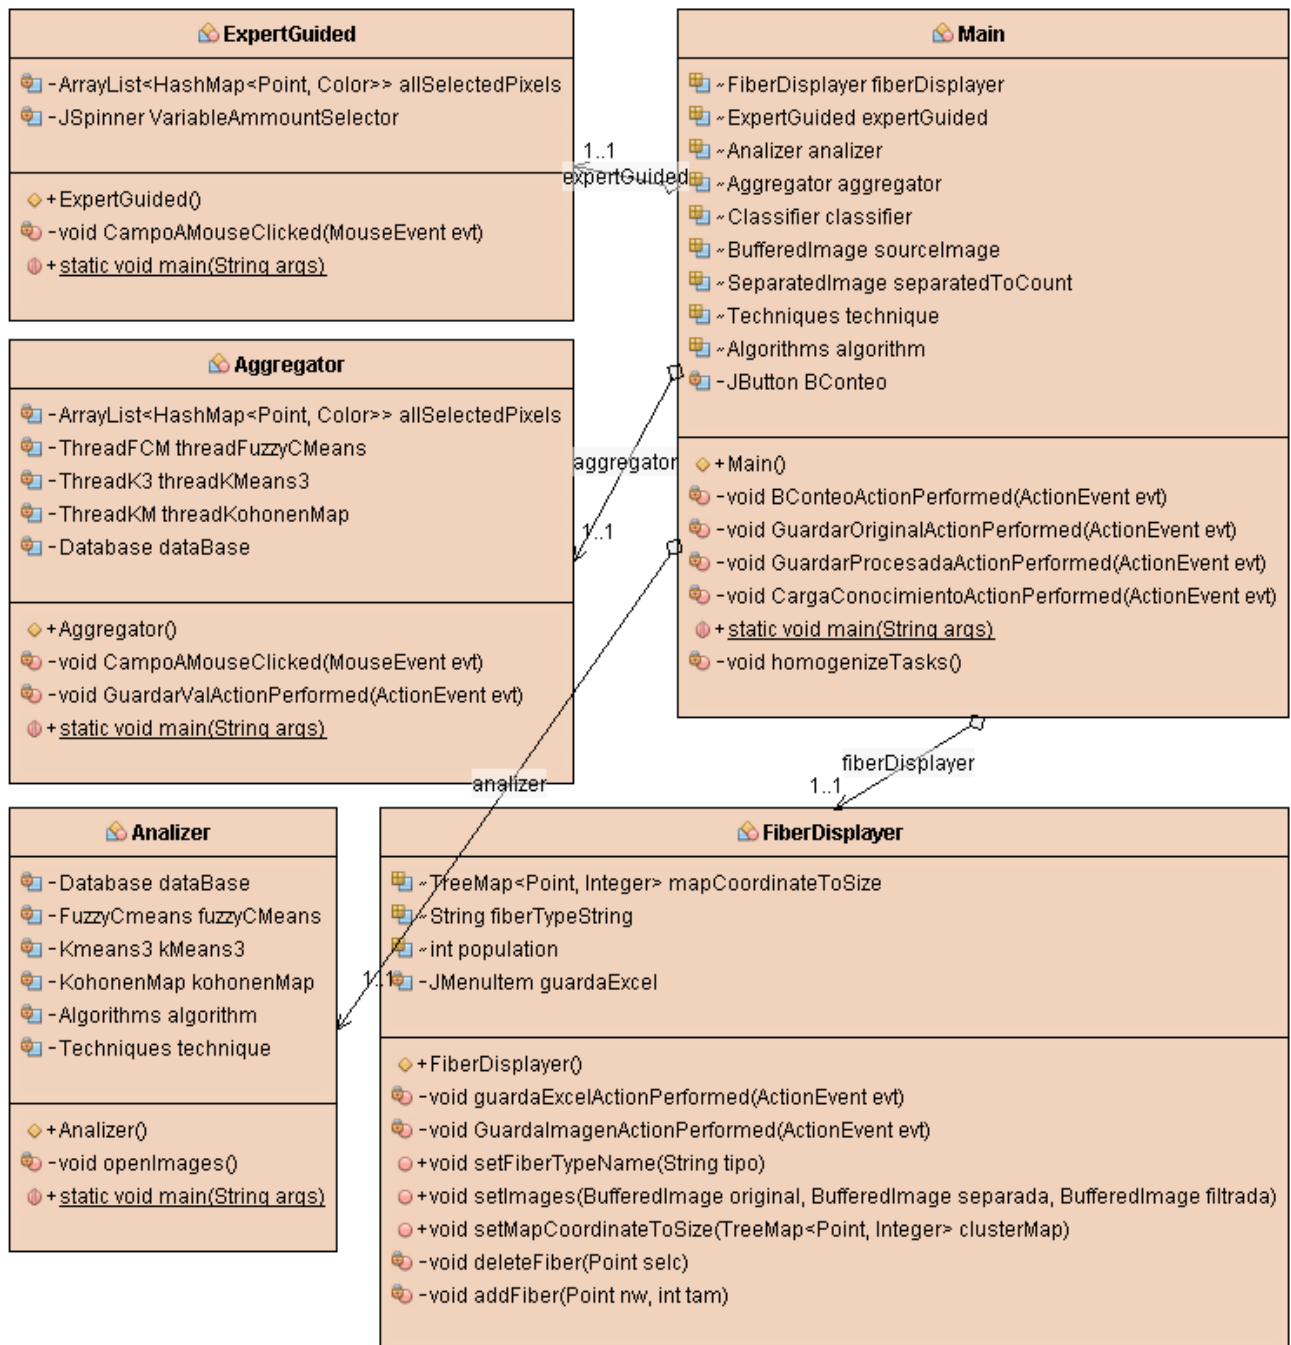 ExpertGuided
-ArrayList<HashMap<Point, Color>> allSelectedPixels
-JSpinner VariableAmmountSelector
+ExpertGuided()
-void CampoAMouseClicked(MouseEvent evt)
+static void main(String args)
1..1
expertGuided
Main
~FiberDisplayer fiberDisplayer
~ExpertGuided expertGuided
~Analizer analizer
~Aggregator aggregator
~Classifier classifier
~BufferedImage sourceImage
~SeparatedImage separatedToCount
~Techniques technique
~Algorithms algorithm
-JButton BConteo
+Main()
-void BConteoActionPerformed(ActionEvent evt)
-void GuardarOriginalActionPerformed(ActionEvent evt)
-void GuardarProcesadaActionPerformed(ActionEvent evt)
-void CargaConocimientoActionPerformed(ActionEvent evt)
+static void main(String args)
-void homogenizeTasks()
Aggregator
-ArrayList<HashMap<Point, Color>> allSelectedPixels
-ThreadFCM threadFuzzyCMeans
-ThreadK3 threadKMeans3
-ThreadKM threadKohonenMap
-Database dataBase
+Aggregator()
-void CampoAMouseClicked(MouseEvent evt)
-void GuardarValActionPerformed(ActionEvent evt)
+static void main(String args)
aggregator
1..1
analizer
1..1
fiberDisplayer
1..1
Analizer
-Database dataBase
-FuzzyCmeans fuzzyCMeans
-Kmeans3 kMeans3
-KohonenMap kohonenMap
-Algorithms algorithm
-Techniques technique
+Analizer()
-void openImages()
+static void main(String args)
FiberDisplayer
~TreeMap<Point, Integer> mapCoordinateToSize
~String fiberTypeString
~int population
-JMenuItem guardaExcel
+FiberDisplayer()
-void guardaExcelActionPerformed(ActionEvent evt)
-void GuardaImagenActionPerformed(ActionEvent evt)
+void setFiberTypeName(String tipo)
+void setImages(BufferedImage original, BufferedImage separada, BufferedImage filtrada)
+void setMapCoordinateToSize(TreeMap<Point, Integer> clusterMap)
-void deleteFiber(Point selc)
-void addFiber(Point nw, int tam)